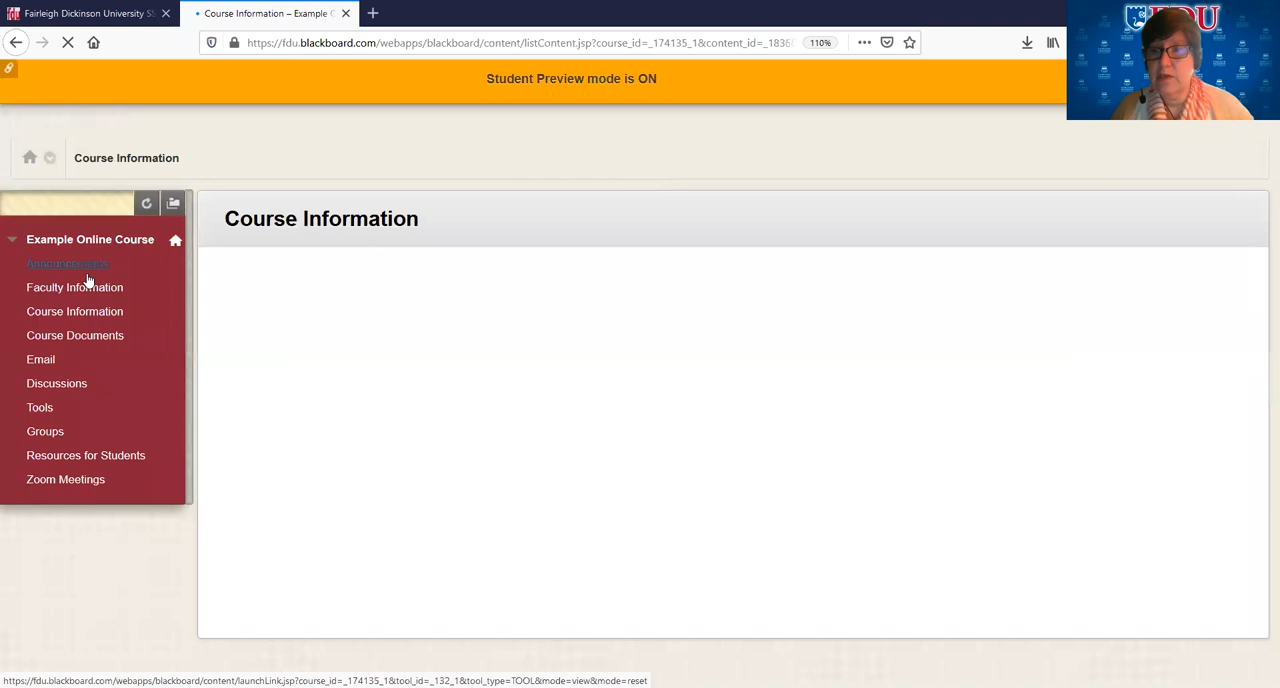 Fairleigh Dickinson University S
Course Information – Example C
https://fdu.blackboard.com/webapps/blackboard/content/listContent.jsp?course_id=_174135_1&content_id=_1836
110%
Student Preview mode is ON
FDU
Course Information
Example Online Course
Announcements
Faculty Information
Course Information
Course Documents
Email
Discussions
Tools
Groups
Resources for Students
Zoom Meetings
Course Information
https://fdu.blackboard.com/webapps/blackboard/content/launchLink.jsp?course_id=_174135_1&tool_id=_132_1&tool_type=TOOL&mode=view&mode=reset